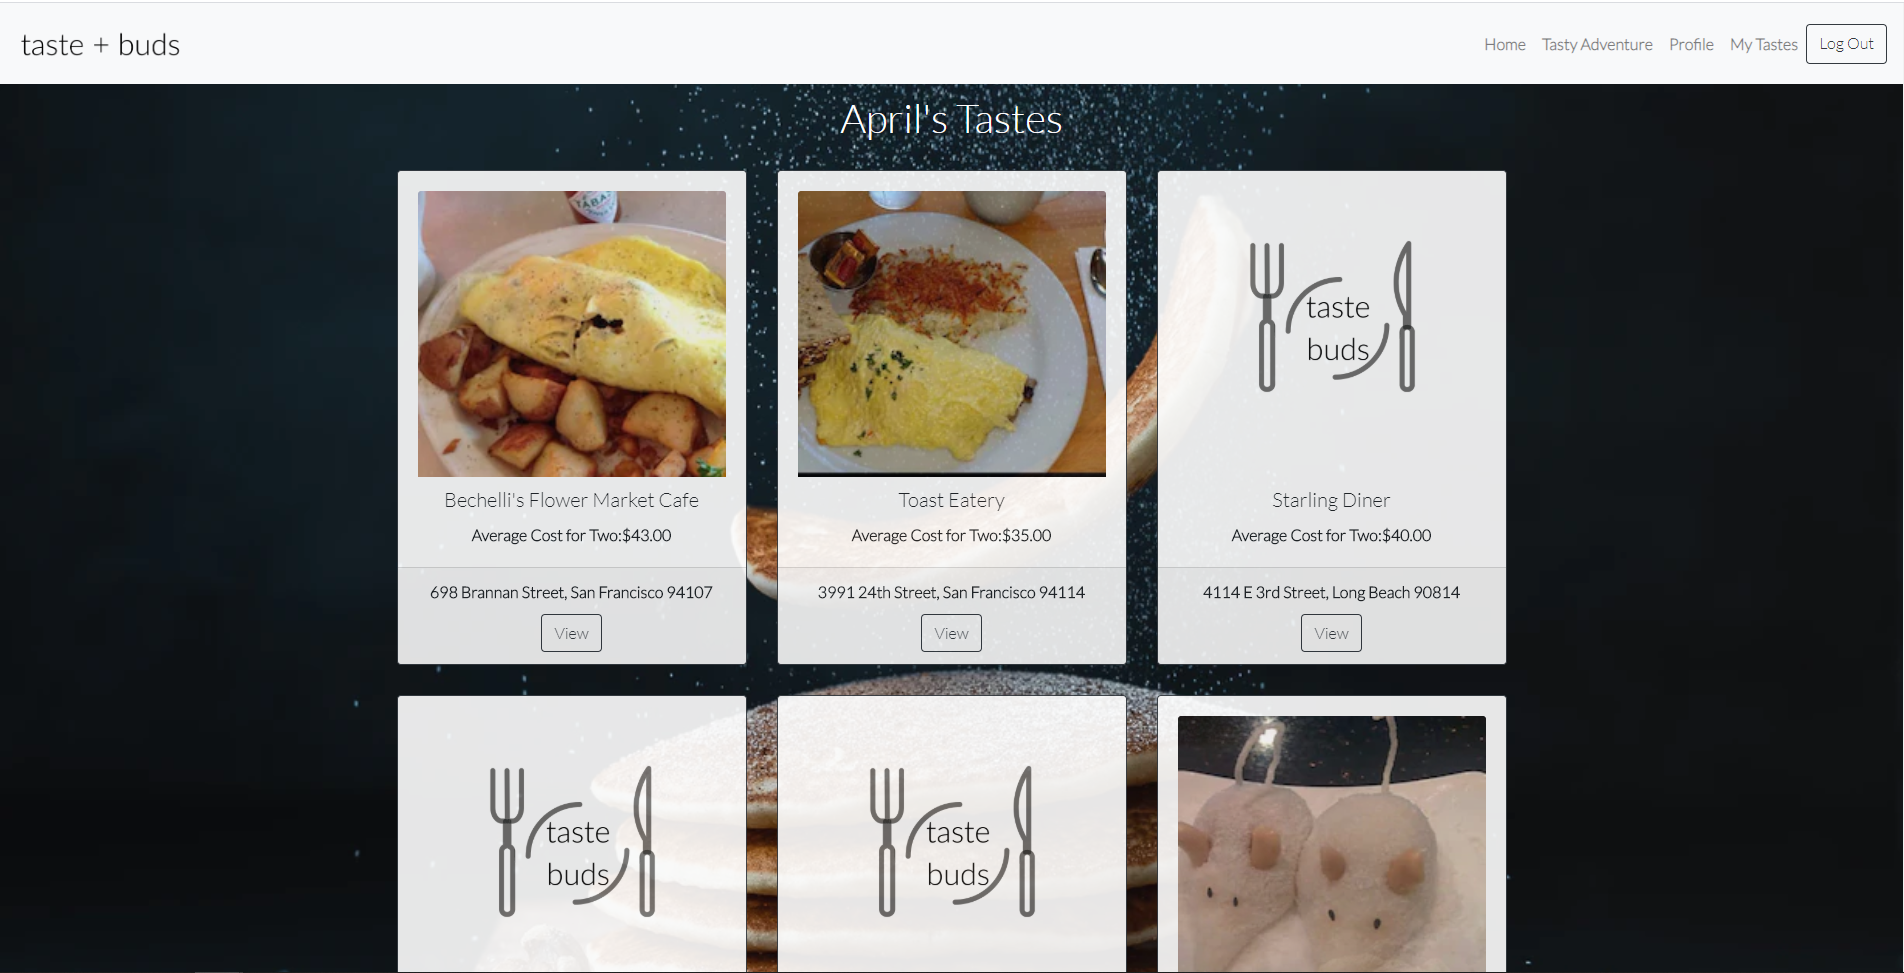 taste + buds
Home Tasty Adventure Profile My Tastes Log Out
April's Tastes
TABA
taste
buds
Bechelli's Flower Market Cafe
Average Cost for Two:$43.00
698 Brannan Street, San Francisco 94107
View
Toast Eatery
Average Cost for Two:$35.00
3991 24th Street, San Francisco 94114
View
Starling Diner
Average Cost for Two:$40.00
4114 E 3rd Street, Long Beach 90814
View
taste
buds
taste
buds